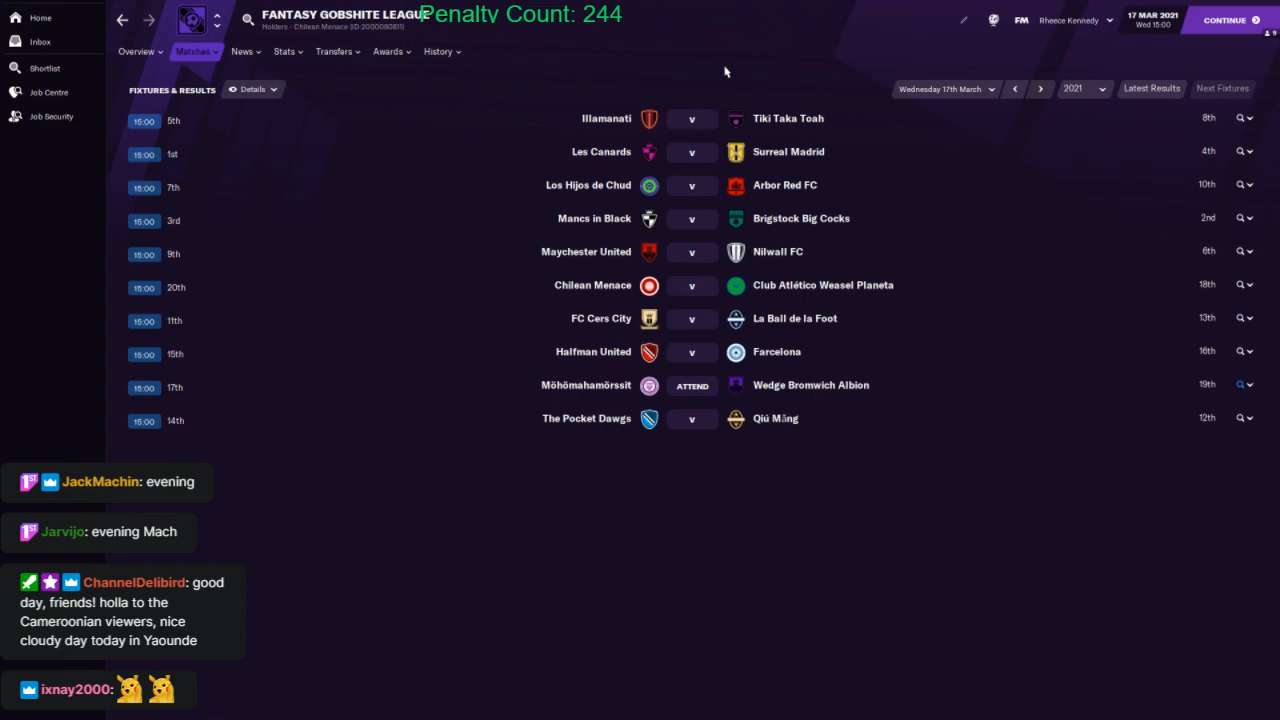 Home
Inbox
Shortlist
Job Centre
Job Security
FANTASY GOBSHITE LEAGUE
Holders - Chilean Menace (ID:2000080811)
Penalty Count: 244
FM
Rheece Kennedy
17 MAR 2021
Wed 15:00
CONTINUE
9
Overview
Matches
News
Stats
Transfers
Awards
History
FIXTURES & RESULTS
Details
Wednesday 17th March
2021
Latest Results
Next Fixtures
15:00 5th Illamanati v Tiki Taka Toah 8th
15:00 1st Les Canards v Surreal Madrid 4th
15:00 7th Los Hijos de Chud v Arbor Red FC 10th
15:00 3rd Mancs in Black v Brigstock Big Cocks 2nd
15:00 9th Maychester United v Nilwall FC 6th
15:00 20th Chilean Menace v Club Atlético Weasel Planeta 18th
15:00 11th FC Cers City v La Ball de la Foot 13th
15:00 15th Halfman United v Farcelona 16th
15:00 17th Möhömahamörssit ATTEND Wedge Bromwich Albion 19th
15:00 14th The Pocket Dawgs v Qiú Mǎng 12th
1ST JackMachin: evening
1ST Jarvijo: evening Mach
ChannelDelibird: good
day, friends! holla to the
Cameroonian viewers, nice
cloudy day today in Yaounde
ixnay2000: